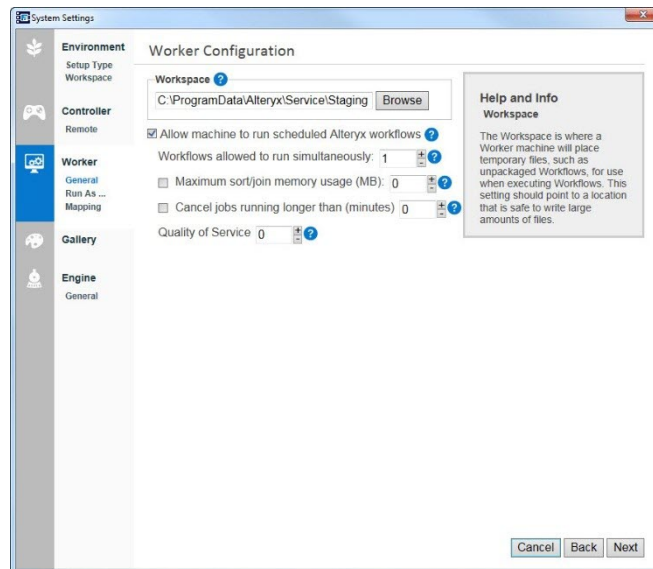 System Settings
Environment
Setup Type
Workspace
Controller
Remote
Worker
General
Run As ...
Mapping
Gallery
Engine
General
Worker Configuration
Workspace ?
C:\ProgramData\Alteryx\Service\Staging Browse
Allow machine to run scheduled Alteryx workflows ?
Workflows allowed to run simultaneously: 1 ?
Maximum sort/join memory usage (MB): 0 ?
Cancel jobs running longer than (minutes) 0 ?
Quality of Service 0 ?
Help and Info
Workspace
The Workspace is where a
Worker machine will place
temporary files, such as
unpackaged Workflows, for use
when executing Workflows. This
setting should point to a location
that is safe to write large
amounts of files.
Cancel Back Next